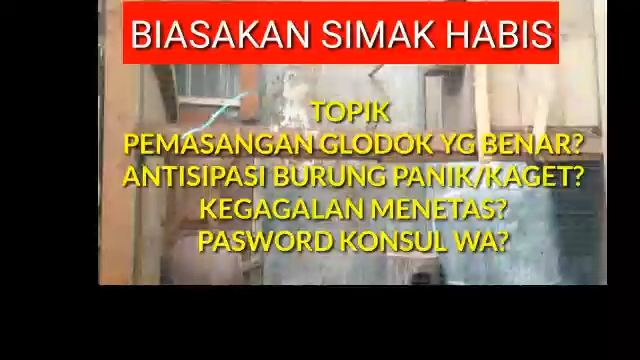 BIASAKAN SIMAK HABIS
TOPIK
PEMASANGAN GLODOK YG BENAR?
ANTISIPASI BURUNG PANIK/KAGET?
KEGAGALAN MENETAS?
PASWORD KONSUL WA?